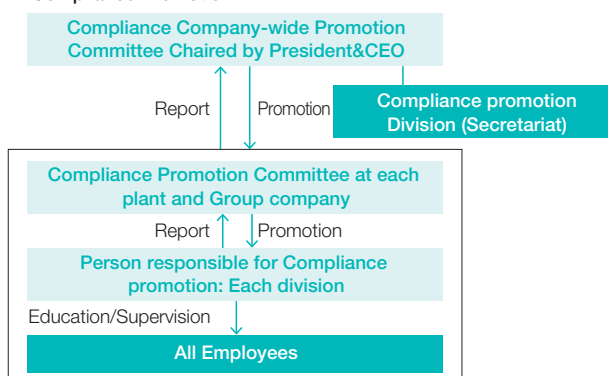 Compliance Company-wide Promotion
Committee Chaired by President&CEO
Report
Promotion
Compliance promotion
Division (Secretariat)
Compliance Promotion Committee at each
plant and Group company
Report
Promotion
Person responsible for Compliance
promotion: Each division
Education/Supervision
All Employees